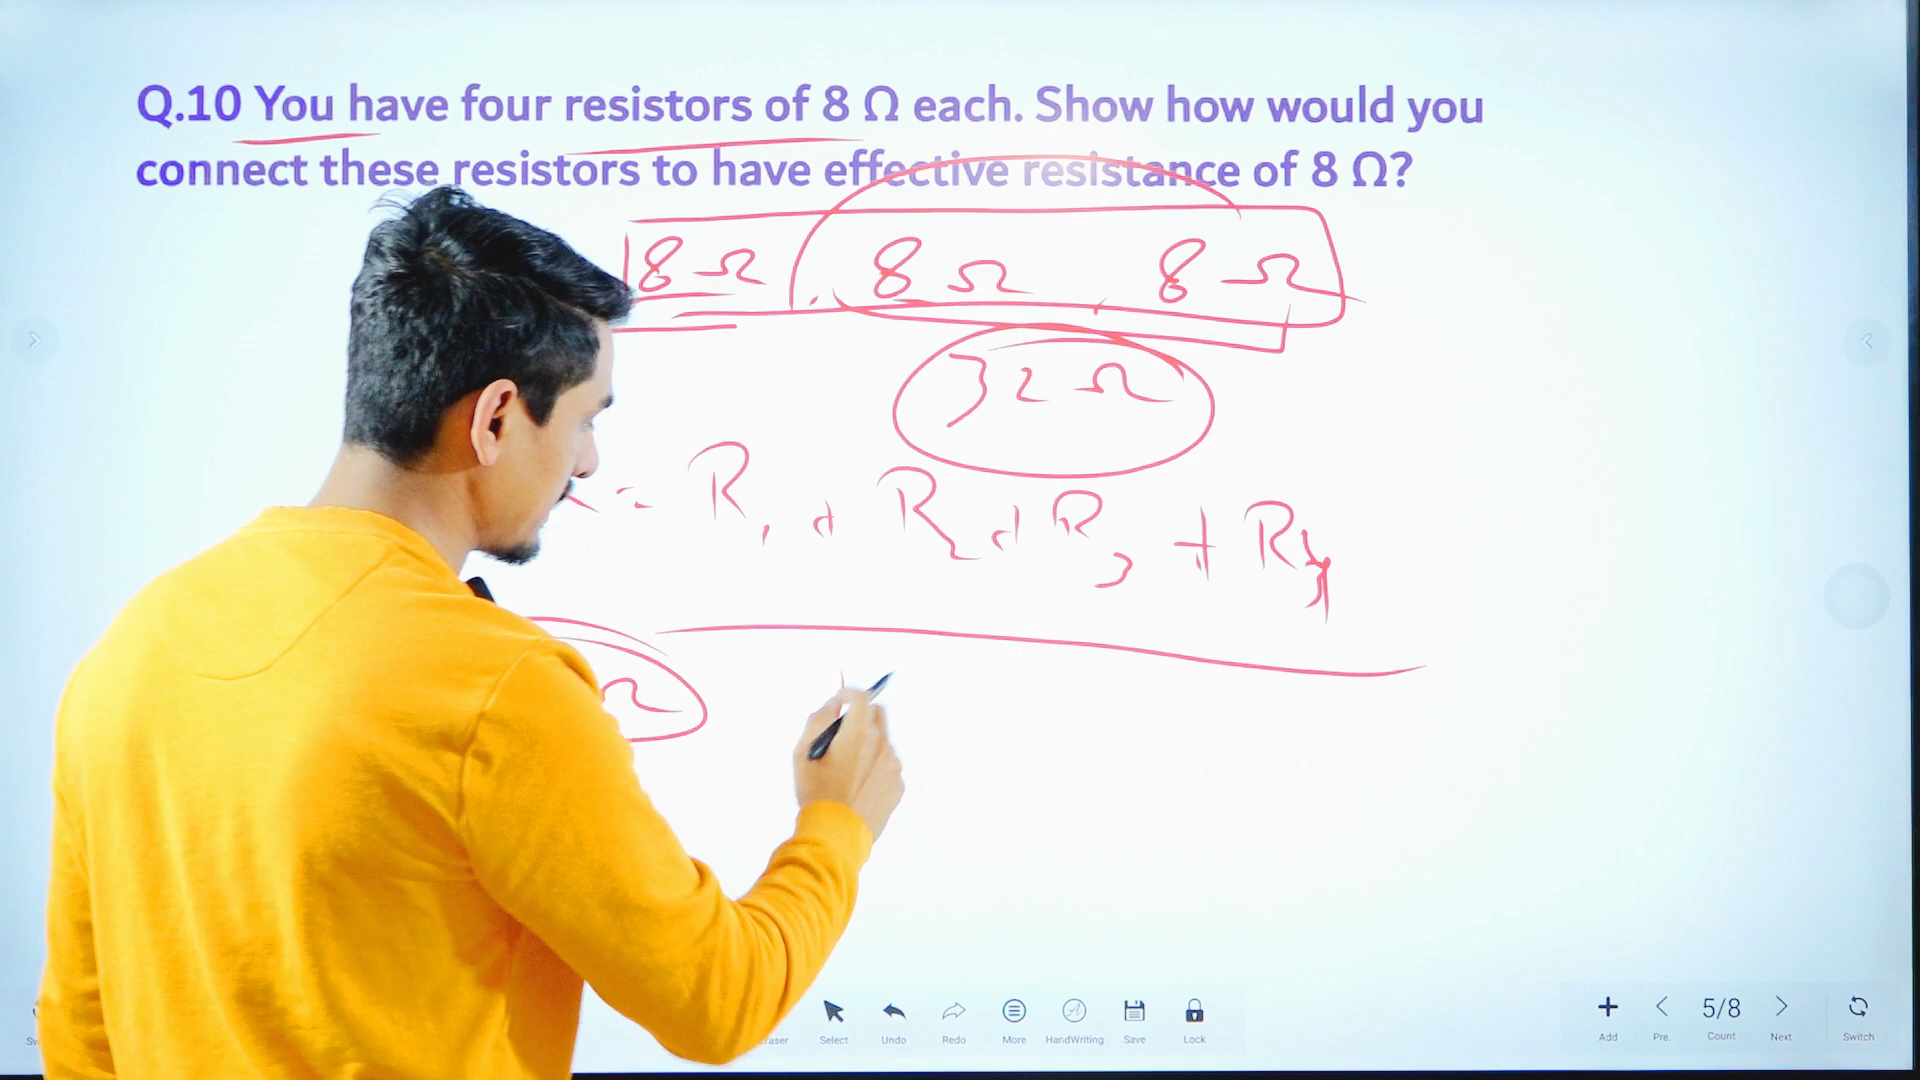 Q.10 You have four resistors of 8 Ω each. Show how would you
connect these resistors to have effective resistance of 8 Ω?
8 Ω 8 Ω 8 Ω
32 Ω
= R1 + R2 + R3 + R4
Ω
Select Undo Redo More HandWriting Save Lock
+ < 5/8 >
Add Pre. Count Next Switch